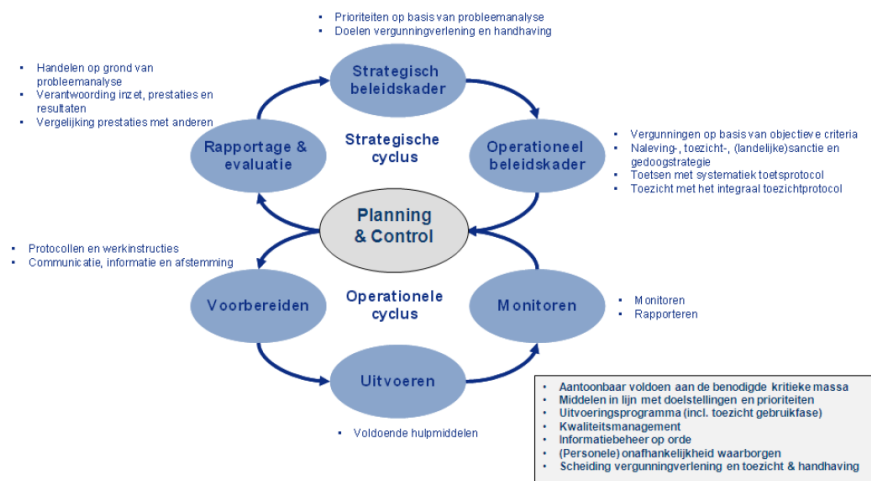 • Prioriteiten op basis van probleemanalyse
• Doelen vergunningverlening en handhaving
• Handelen op grond van
probleemanalyse
• Verantwoording inzet, prestaties en
resultaten
• Vergelijking prestaties met anderen
Strategisch
beleidskader
Rapportage &
evaluatie
Strategische
cyclus
Operationeel
beleidskader
• Vergunningen op basis van objectieve criteria
• Naleving-, toezicht-, (landelijke)sanctie en
gedoogstrategie
• Toetsen met systematiek toetsprotocol
• Toezicht met het integraal toezichtprotocol
Planning
& Control
• Protocollen en werkinstructies
• Communicatie, informatie en afstemming
Voorbereiden
Operationele
cyclus
Monitoren
• Monitoren
• Rapporteren
Uitvoeren
• Voldoende hulpmiddelen
• Aantoonbaar voldoen aan de benodigde kritieke massa
• Middelen in lijn met doelstellingen en prioriteiten
• Uitvoeringsprogramma (incl. toezicht gebruikfase)
• Kwaliteitsmanagement
• Informatiebeheer op orde
• (Personele) onafhankelijkheid waarborgen
• Scheiding vergunningverlening en toezicht & handhaving